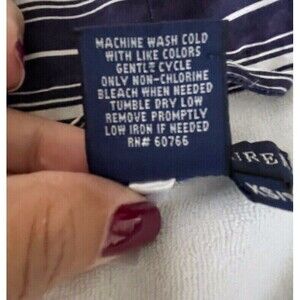 MACHINE WASH COLD
WITH LIKE COLORS
GENTLE CYCLE
ONLY NON-CHLORINE
BLEACH WHEN NEEDED
TUMBLE DRY LOW
REMOVE PROMPTLY
LOW IRON IF NEEDED
RN# 60766